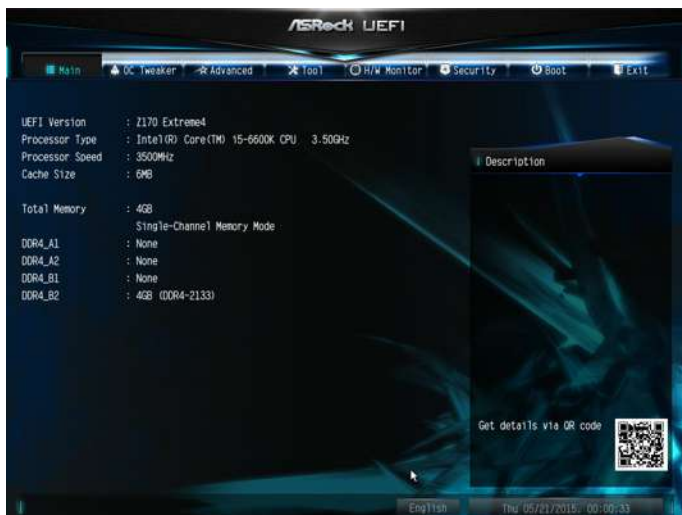 ASRock UEFI
Main OC Tweaker Advanced Tool H/W Monitor Security Boot Exit
UEFI Version : Z170 Extreme4
Processor Type : Intel(R) Core(TM) i5-6600K CPU 3.50GHz
Processor Speed : 3500MHz
Cache Size : 6MB
Total Memory : 4GB
Single-Channel Memory Mode
DDR4_A1 : None
DDR4_A2 : None
DDR4_B1 : None
DDR4_B2 : 4GB (DDR4-2133)
Description
Get details via QR code
English Thu 05/21/2015. 00:00:33